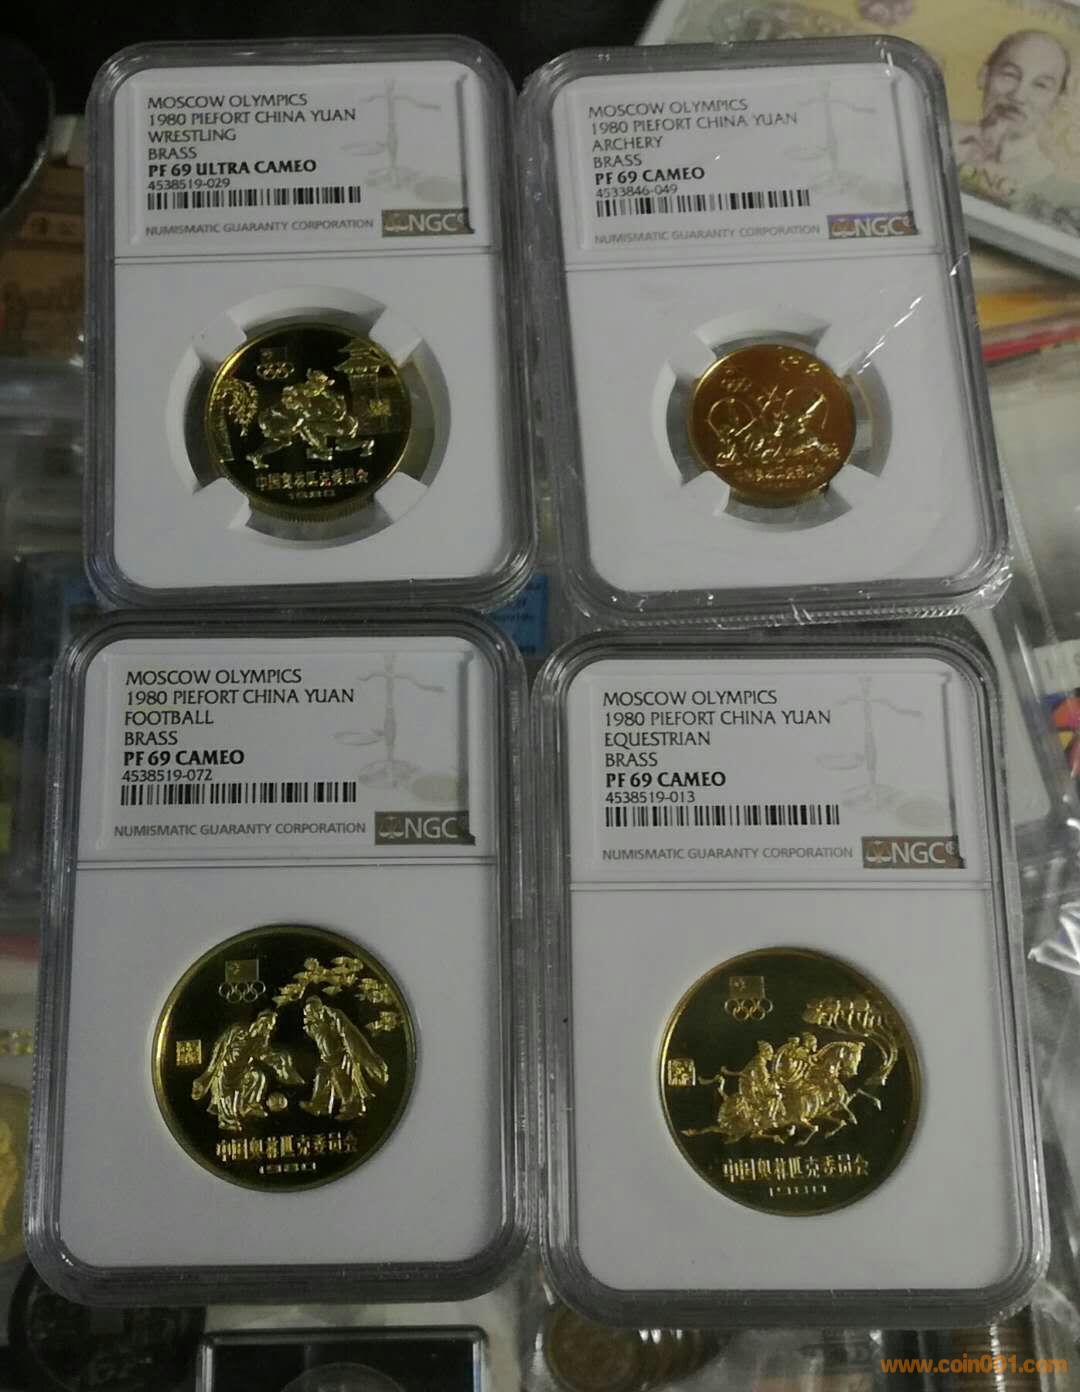 MOSCOW OLYMPICS
1980 PIEFORT CHINA YUAN
WRESTLING
BRASS
PF 69 ULTRA CAMEO
4538519-029
NUMISMATIC GUARANTY CORPORATION NGC
中国奥林匹克委员会
1980
MOSCOW OLYMPICS
1980 PIEFORT CHINA YUAN
ARCHERY
BRASS
PF 69 CAMEO
4533846-049
NUMISMATIC GUARANTY CORPORATION NGC
MOSCOW OLYMPICS
1980 PIEFORT CHINA YUAN
FOOTBALL
BRASS
PF 69 CAMEO
4538519-072
NUMISMATIC GUARANTY CORPORATION NGC
中国奥林匹克委员会
1980
MOSCOW OLYMPICS
1980 PIEFORT CHINA YUAN
EQUESTRIAN
BRASS
PF 69 CAMEO
4538519-013
NUMISMATIC GUARANTY CORPORATION NGC
中国奥林匹克委员会
1980
www.coin001.com